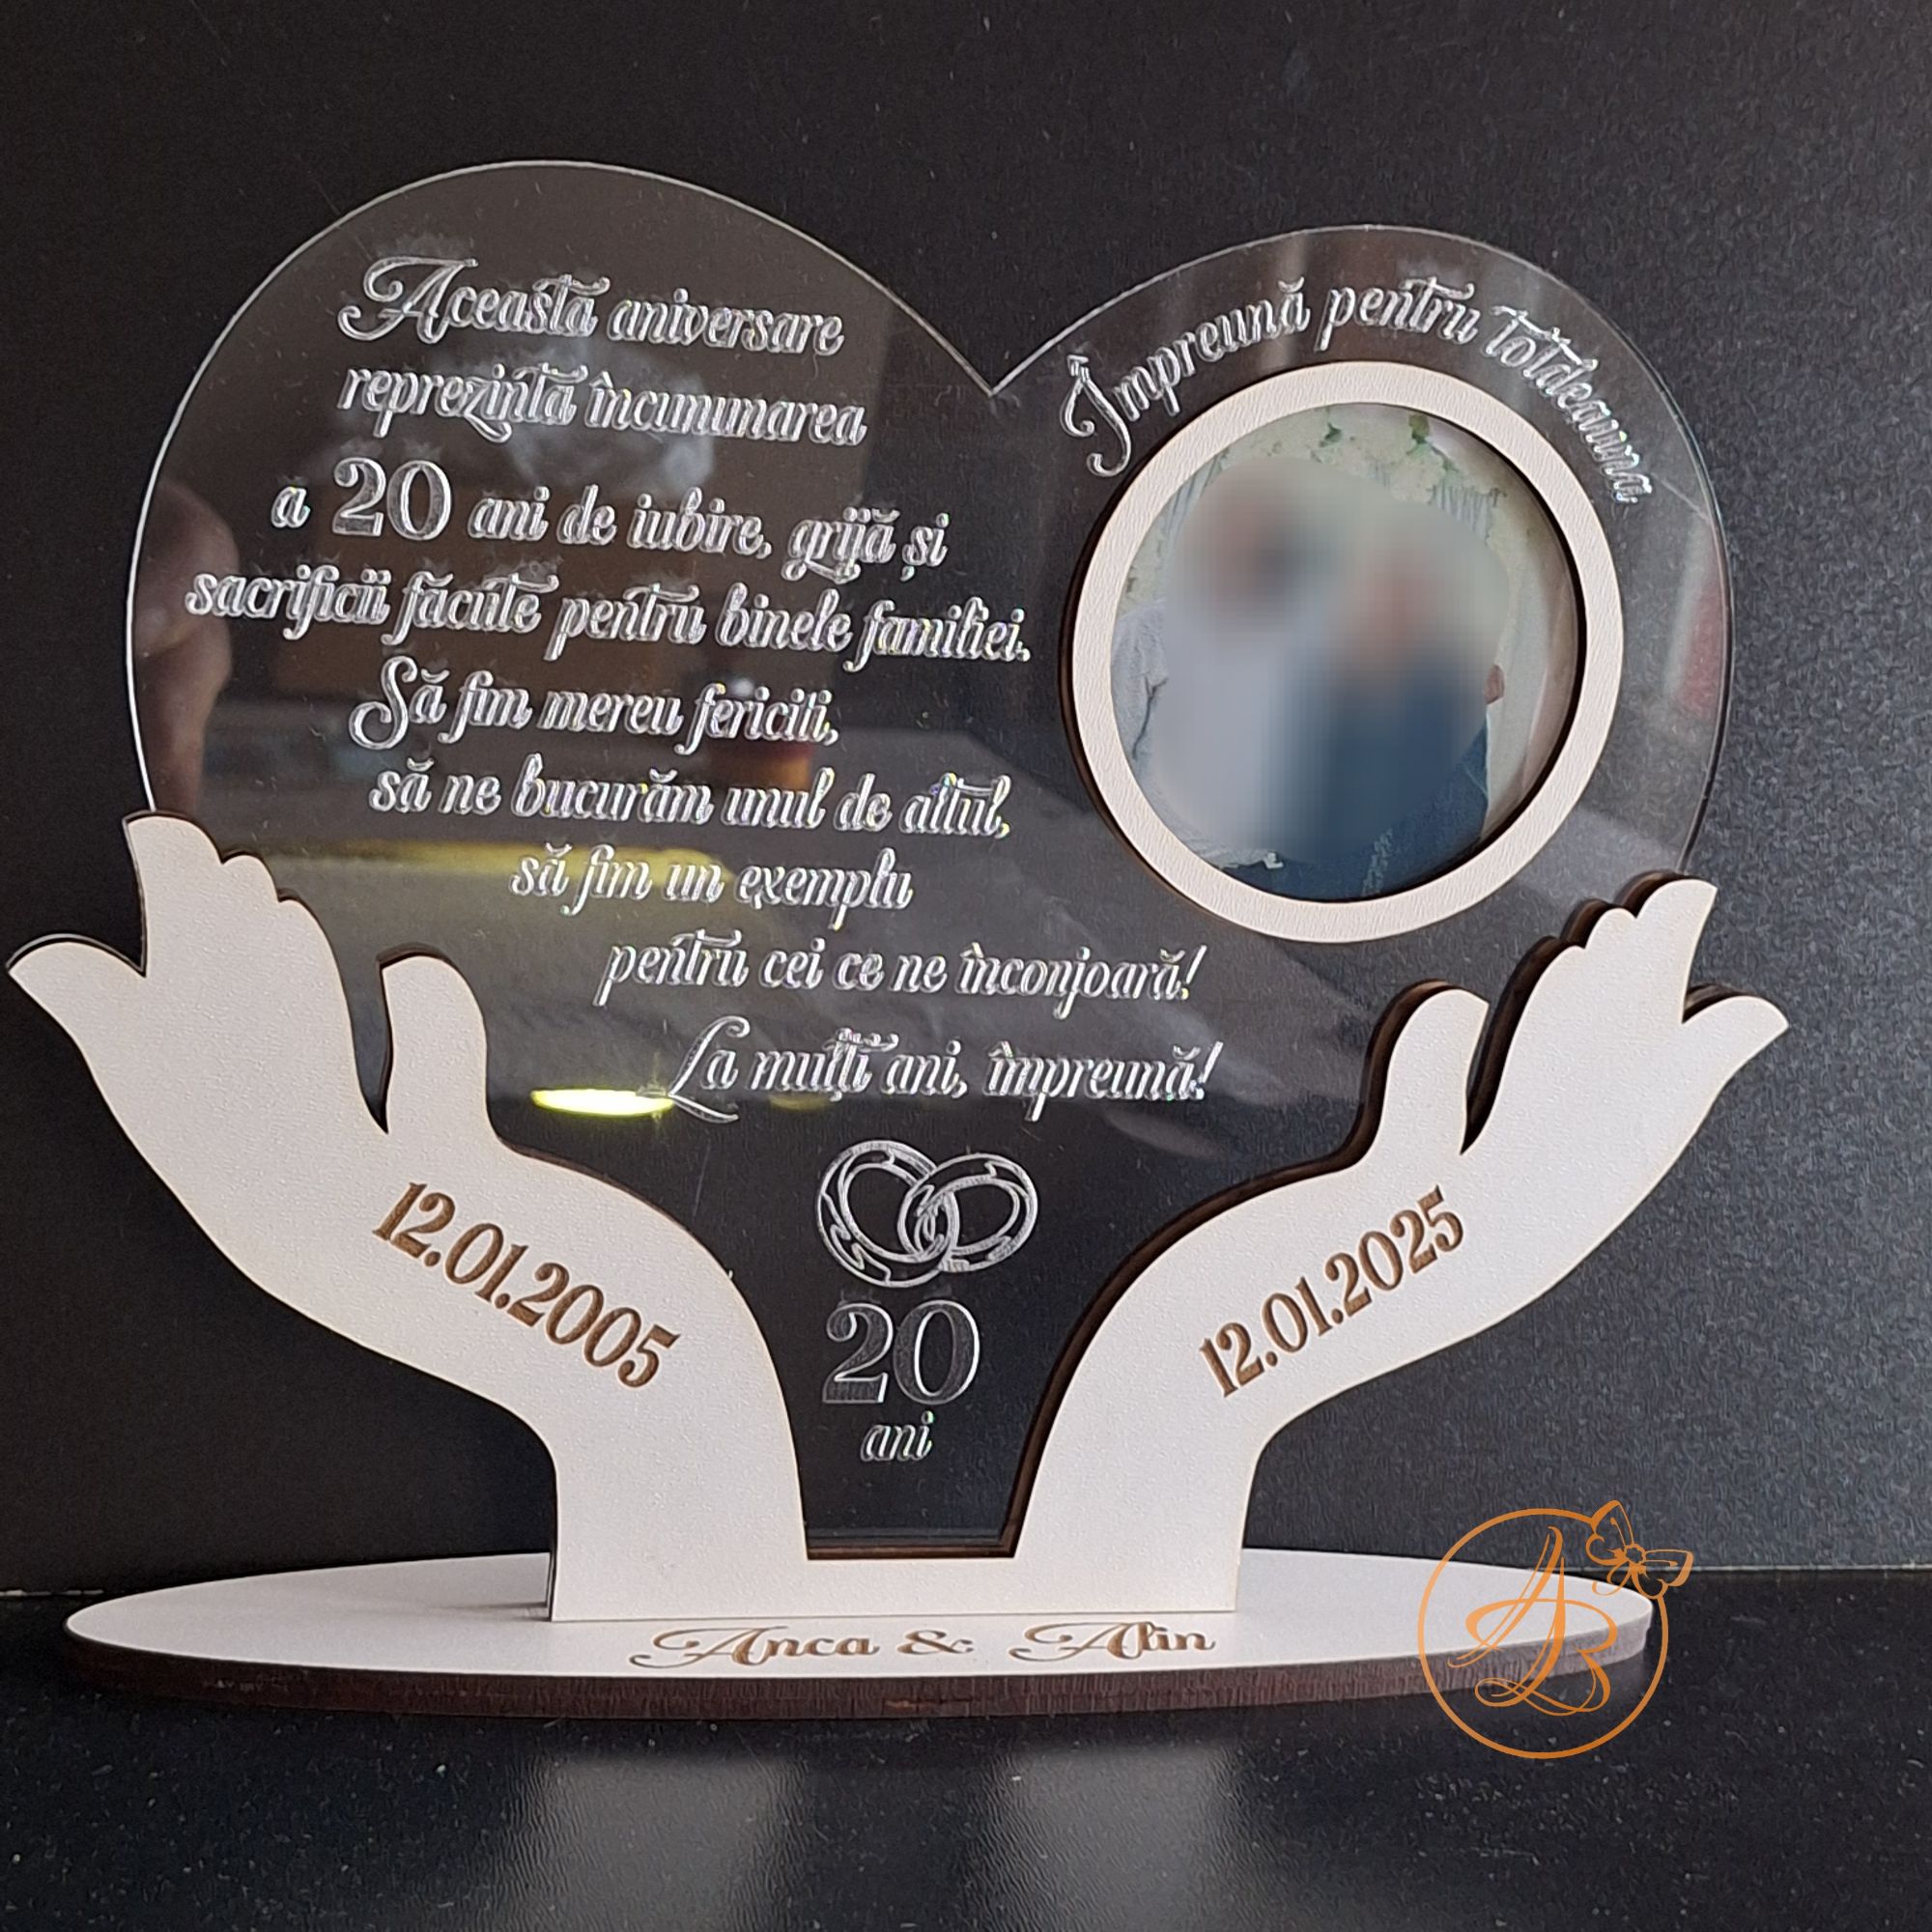 Această aniversare
reprezintă încununarea
a 20 ani de iubire, grijă și
sacrificii făcute pentru binele familiei.
Să fim mereu fericiti,
să ne bucurăm unul de altul,
să fim un exemplu
pentru cei ce ne înconjoară!
La mulți ani, împreună!
Împreună pentru totdeauna
20
ani
12.01.2005
12.01.2025
Anca & Alin
AB